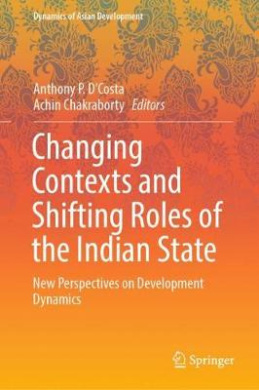 Dynamics of Asian Development
Anthony P. D'Costa
Achin Chakraborty Editors
Changing
Contexts and
Shifting Roles of
the Indian State
New Perspectives on Development
Dynamics
Springer